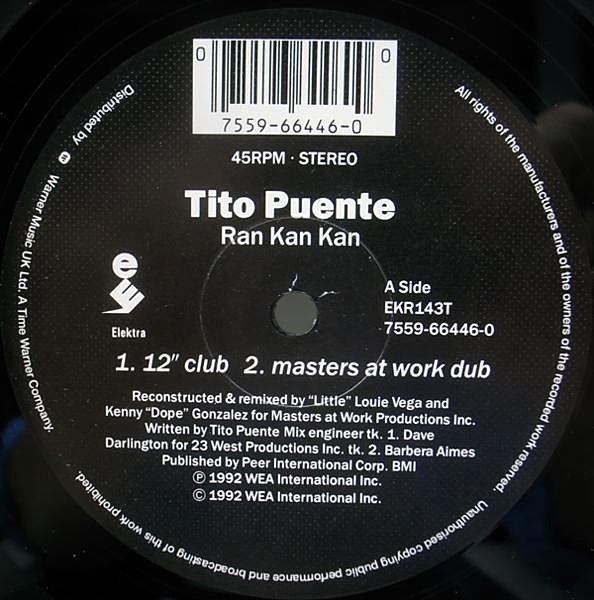 0 0
7559-66446-0
45RPM · STEREO
Tito Puente
Ran Kan Kan
Elektra
A Side
EKR143T
7559-66446-0
1. 12" club 2. masters at work dub
Reconstructed & remixed by "Little" Louie Vega and
Kenny "Dope" Gonzalez for Masters at Work Productions Inc.
Written by Tito Puente Mix engineer tk. 1. Dave
Darlington for 23 West Productions Inc. tk. 2. Barbera Aimes
Published by Peer International Corp. BMI
Ⓟ 1992 WEA International Inc.
© 1992 WEA International Inc.
All rights of the manufacturers and of the owners of the recorded work reserved. Unauthorised copying public performance and broadcasting of this work prohibited.
Distributed by Warner Music UK Ltd. A Time Warner Company.